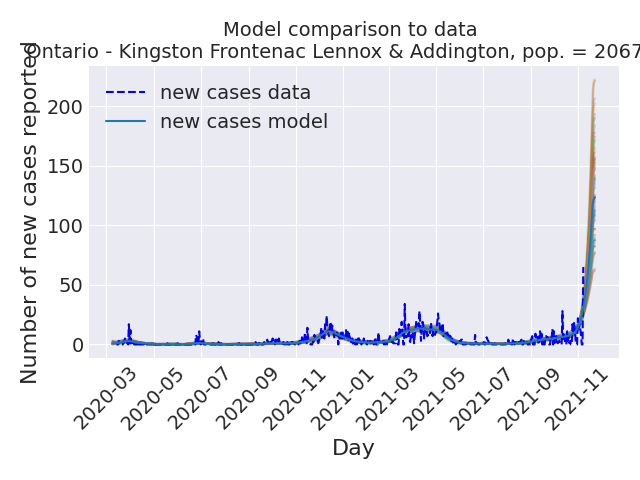 Model comparison to data
Ontario - Kingston Frontenac Lennox & Addington, pop. = 2067
Number of new cases reported
200
150
100
50
0
new cases data
new cases model
2020-03
2020-05
2020-07
2020-09
2020-11
2021-01
2021-03
2021-05
2021-07
2021-09
2021-11
Day